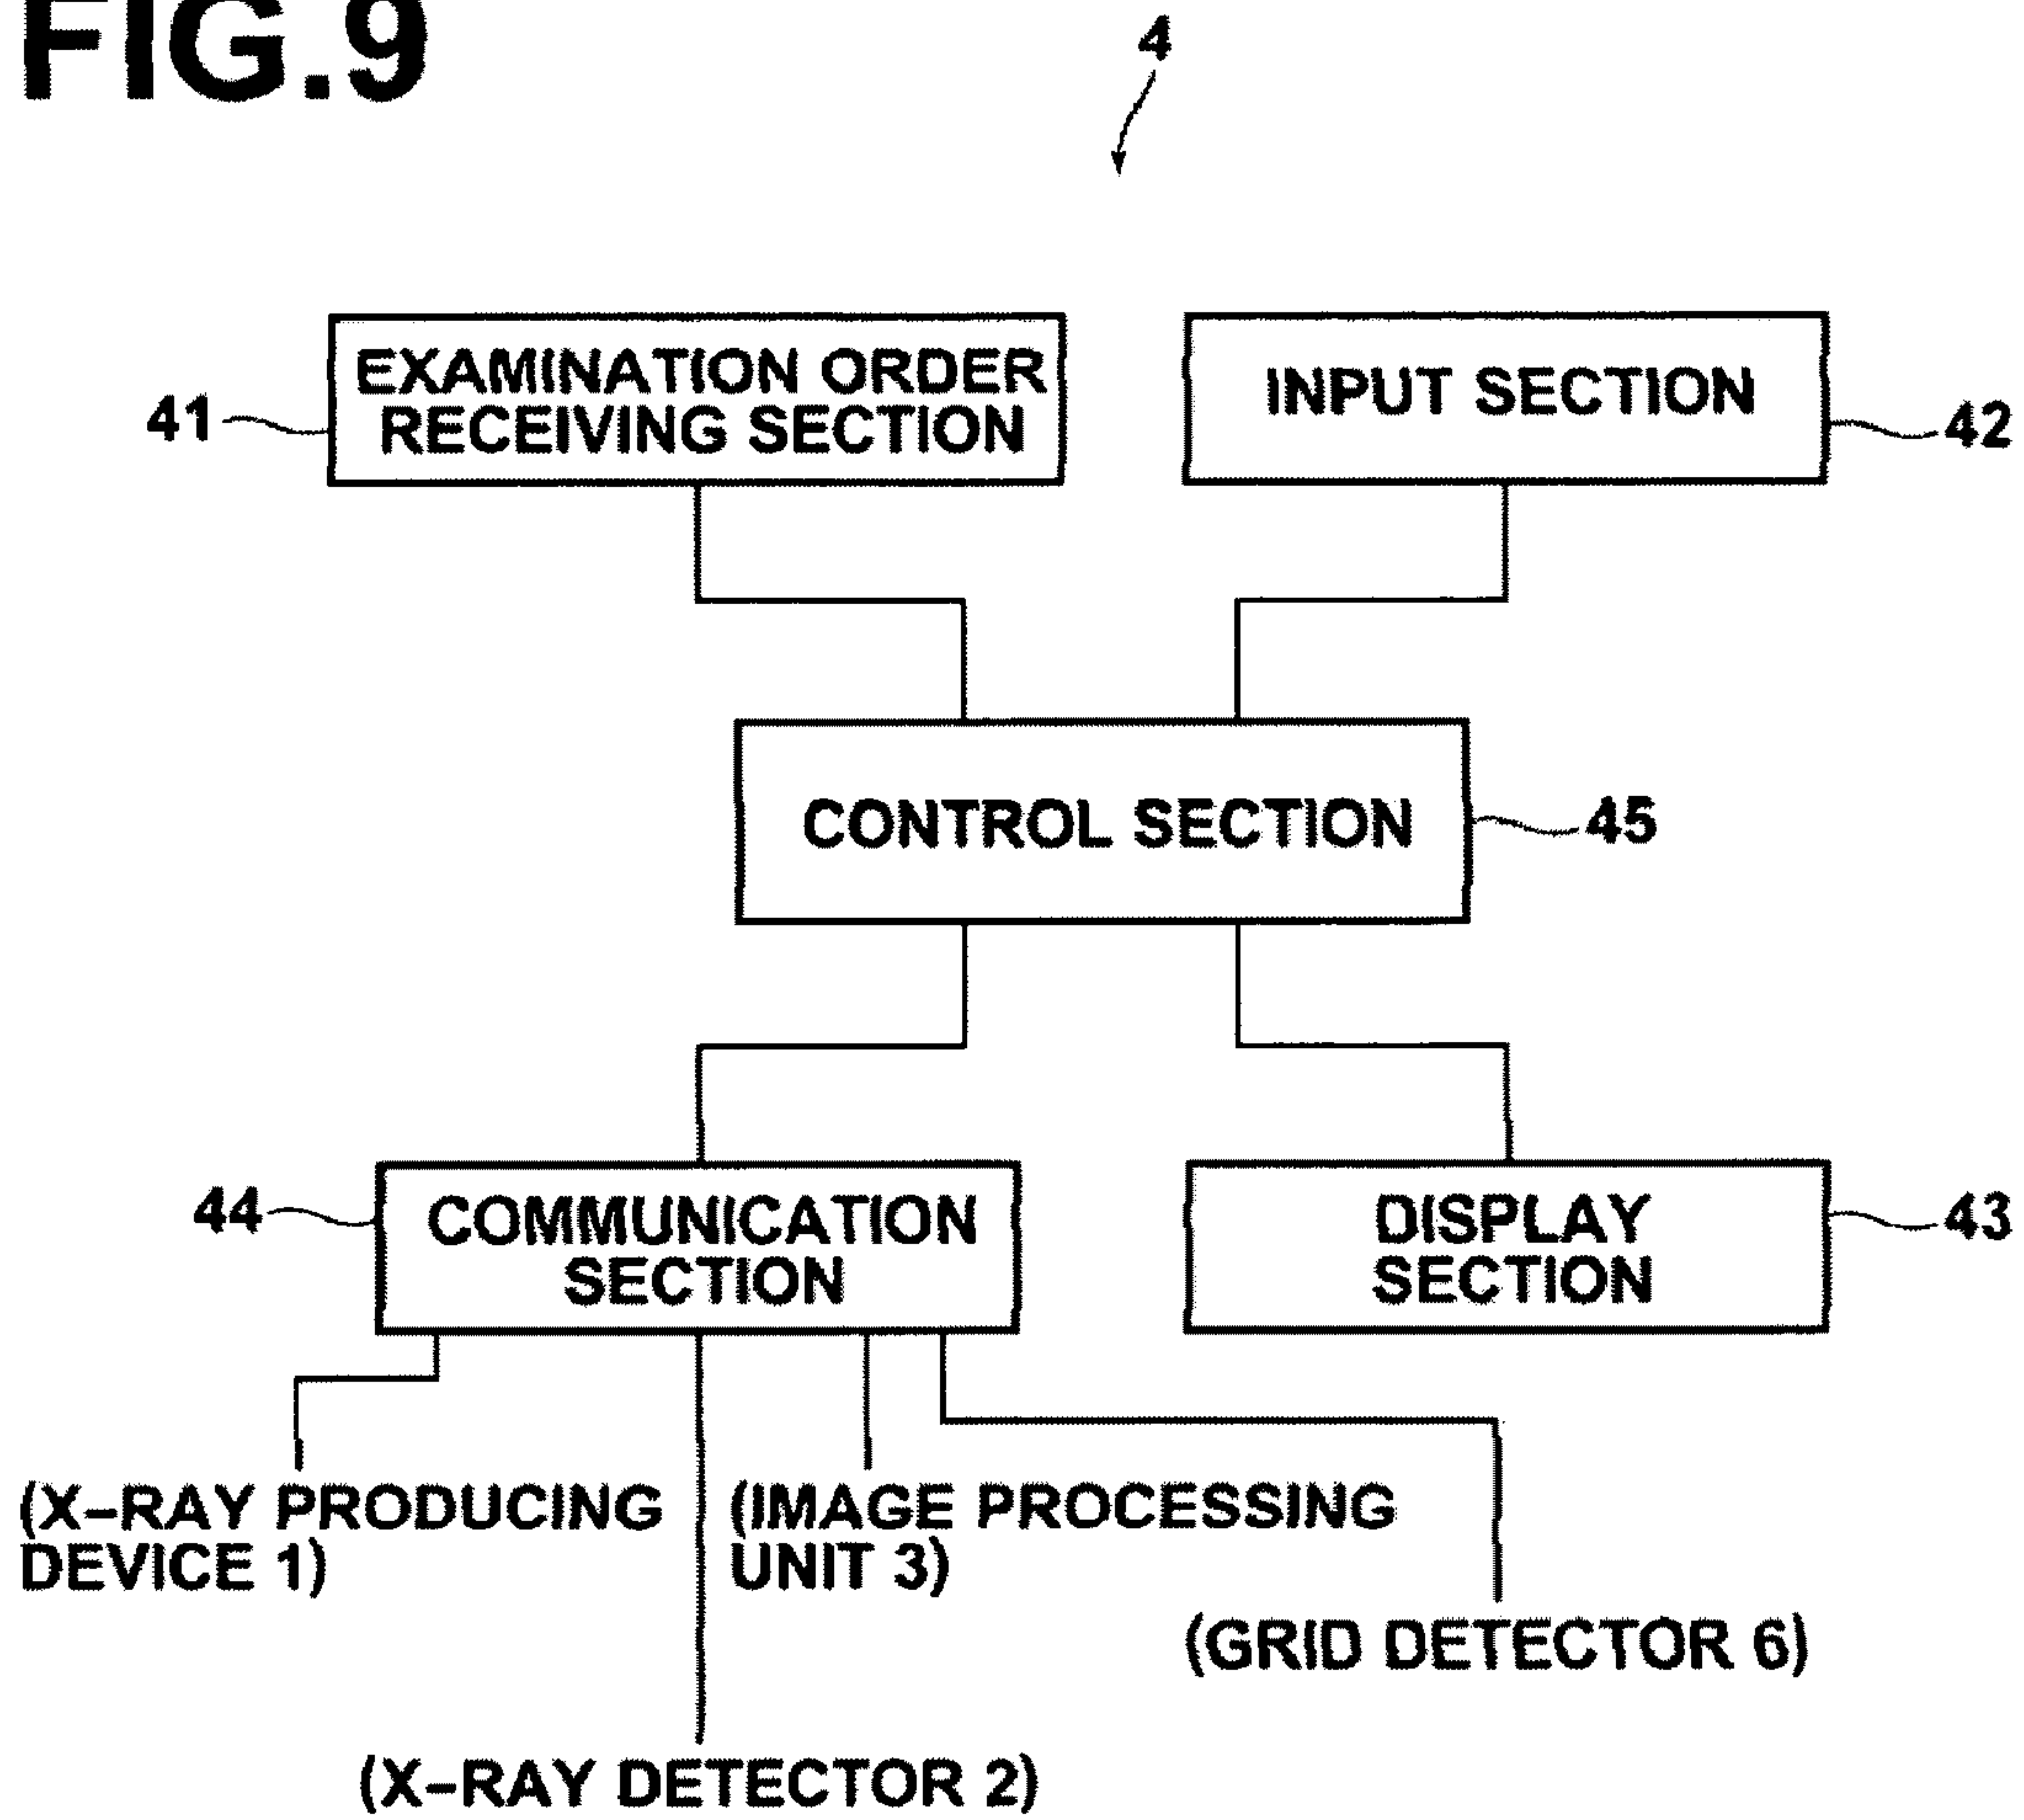 FIG.9
4
EXAMINATION ORDER
RECEIVING SECTION
41
INPUT SECTION
42
CONTROL SECTION
45
44
COMMUNICATION
SECTION
DISPLAY
SECTION
43
(X-RAY PRODUCING
DEVICE 1)
(IMAGE PROCESSING
UNIT 3)
(GRID DETECTOR 6)
(X-RAY DETECTOR 2)